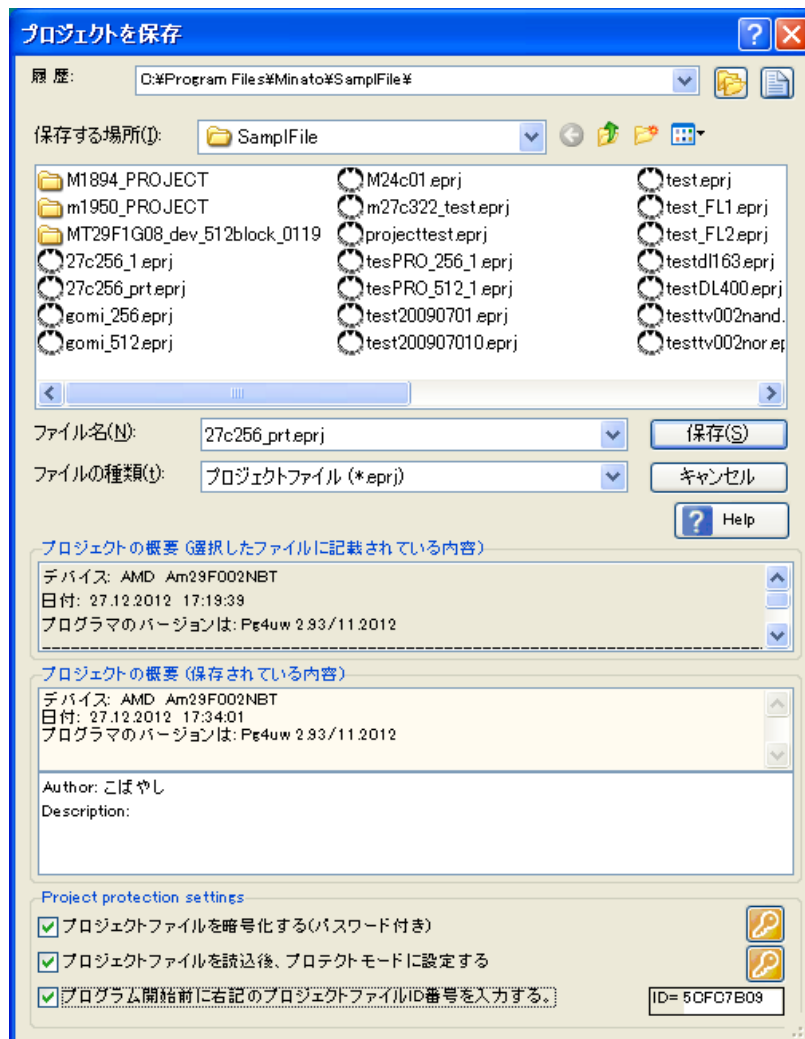 プロジェクトを保存
履 歴: C:¥Program Files¥Minato¥SamplFile¥
保存する場所(I): SamplFile
M1894_PROJECT
m1950_PROJECT
MT29F1G08_dev_512block_0119
27c256_1.eprj
27c256_prt.eprj
gomi_256.eprj
gomi_512.eprj
M24c01.eprj
m27c322_test.eprj
projecttest.eprj
tesPRO_256_1.eprj
tesPRO_512_1.eprj
test20090701.eprj
test200907010.eprj
test.eprj
test_FL1.eprj
test_FL2.eprj
testdl163.eprj
testDL400.eprj
testtv002nand.
testtv002nor.ep
ファイル名(N): 27c256_prt.eprj 保存(S)
ファイルの種類(t): プロジェクトファイル (*.eprj) キャンセル
Help
プロジェクトの概要 (選択したファイルに記載されている内容)
デバイス: AMD Am29F002NBT
日付: 27.12.2012 17:19:39
プログラマのバージョンは: Pg4uw 2.93/11.2012
プロジェクトの概要 (保存されている内容)
デバイス: AMD Am29F002NBT
日付: 27.12.2012 17:34:01
プログラマのバージョンは: Pg4uw 2.93/11.2012
Author: こばやし
Description:
Project protection settings
プロジェクトファイルを暗号化する(パスワード付き)
プロジェクトファイルを読込後、プロテクトモードに設定する
プログラム開始前に右記のプロジェクトファイルID番号を入力する。 ID= 5CFC7B09